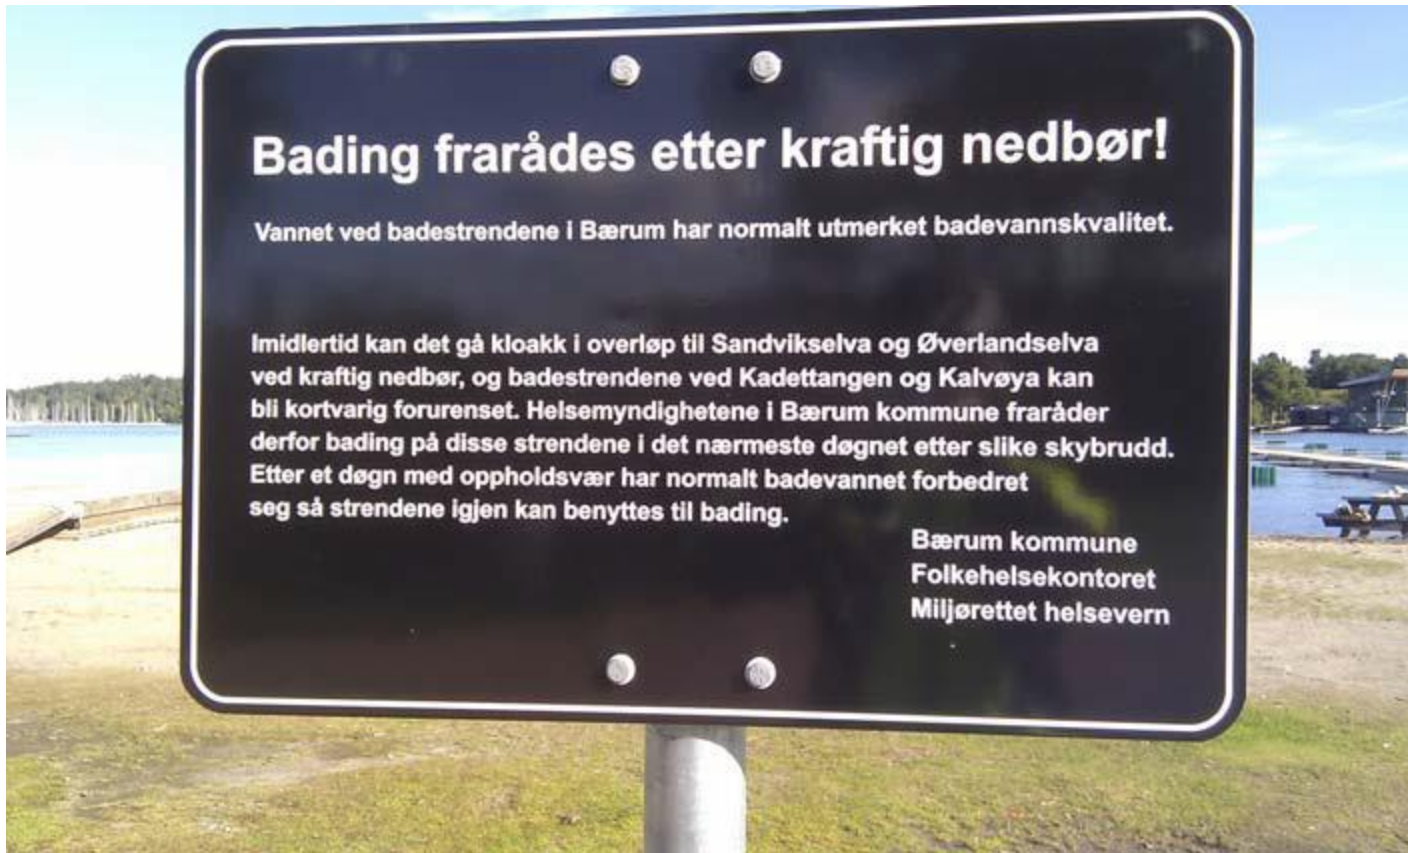 Bading frarådes etter kraftig nedbør!
Vannet ved badestrendene i Bærum har normalt utmerket badevannskvalitet.
Imidlertid kan det gå kloakk i overløp til Sandvikselva og Øverlandselva
ved kraftig nedbør, og badestrendene ved Kadettangen og Kalvøya kan
bli kortvarig forurenset. Helsemyndighetene i Bærum kommune fraråder
derfor bading på disse strendene i det nærmeste døgnet etter slike skybrudd.
Etter et døgn med oppholdsvær har normalt badevannet forbedret
seg så strendene igjen kan benyttes til bading.
Bærum kommune
Folkehelsekontoret
Miljørettet helsevern